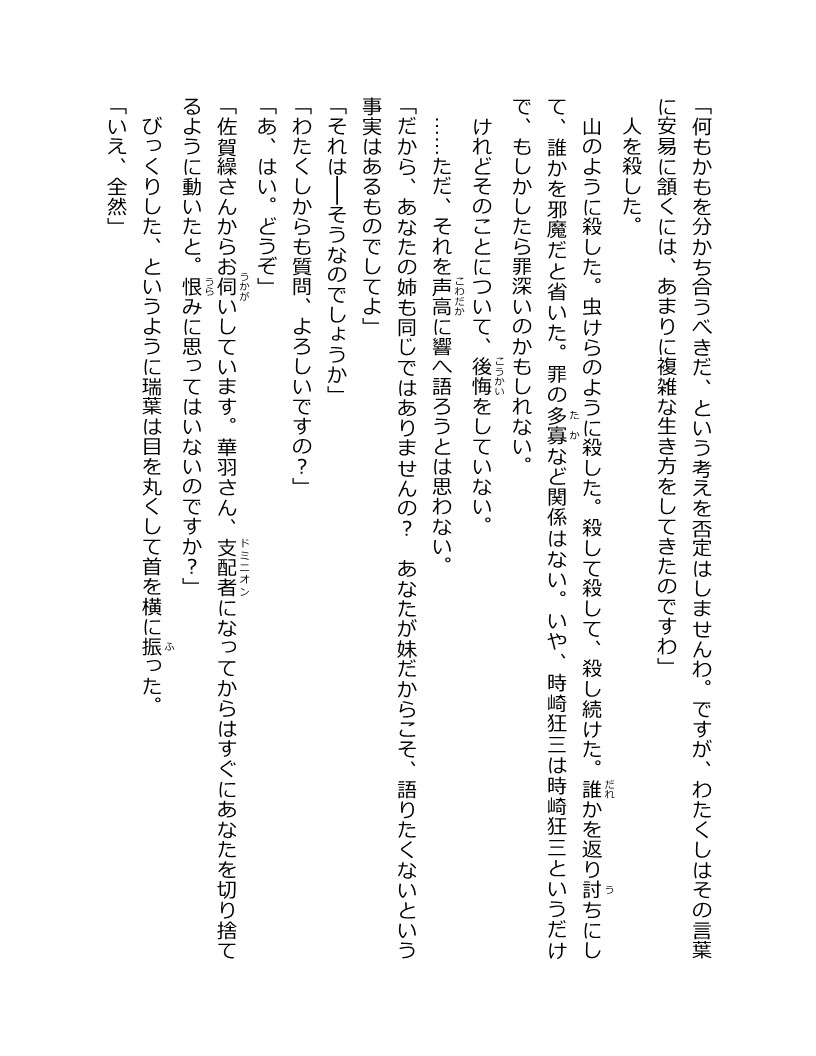 「何もかもを分かち合うべきだ、という考えを否定はしませんわ。ですが、わたくしはその言葉
に安易に頷くには、あまりに複雑な生き方をしてきたのですわ」
人を殺した。
山のように殺した。虫けらのように殺した。殺して殺して、殺し続けた。誰かを返り討ちにし
て、誰かを邪魔だと省いた。罪の多寡など関係はない。いや、時崎狂三は時崎狂三というだけ
で、もしかしたら罪深いのかもしれない。
けれどそのことについて、後悔をしていない。
……ただ、それを声高に響へ語ろうとは思わない。
「だから、あなたの姉も同じではありませんの？　あなたが妹だからこそ、語りたくないという
事実はあるものでしてよ」
「それは――そうなのでしょうか」
「わたくしからも質問、よろしいですの？」
「あ、はい。どうぞ」
「佐賀繰さんからお伺いしています。華羽さん、支配者になってからはすぐにあなたを切り捨て
るように動いたと。恨みに思ってはいないのですか？」
びっくりした、というように瑞葉は目を丸くして首を横に振った。
「いえ、全然」